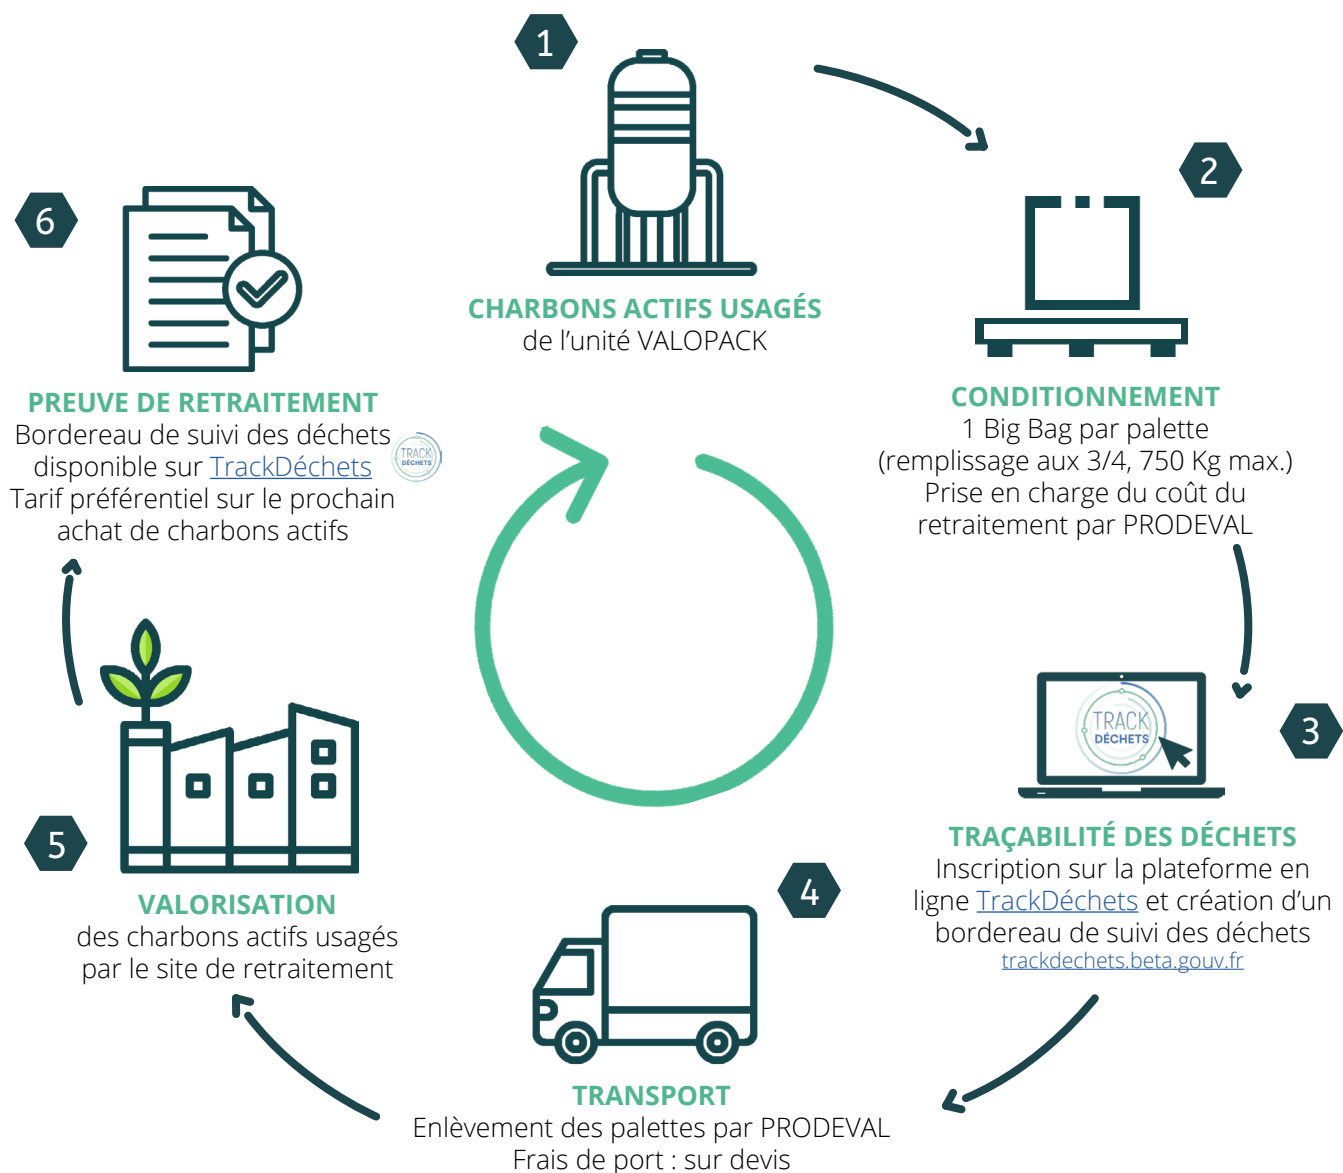 1
CHARBONS ACTIFS USAGÉS
de l'unité VALOPACK
2
CONDITIONNEMENT
1 Big Bag par palette
(remplissage aux 3/4, 750 Kg max.)
Prise en charge du coût du
retraitement par PRODEVAL
TRACK
DÉCHETS
3
TRAÇABILITÉ DES DÉCHETS
Inscription sur la plateforme en
ligne TrackDéchets et création d'un
bordereau de suivi des déchets
trackdechets.beta.gouv.fr
4
TRANSPORT
Enlèvement des palettes par PRODEVAL
Frais de port : sur devis
5
VALORISATION
des charbons actifs usagés
par le site de retraitement
6
PREUVE DE RETRAITEMENT
Bordereau de suivi des déchets
disponible sur TrackDéchets
TRACK
DÉCHETS
Tarif préférentiel sur le prochain
achat de charbons actifs